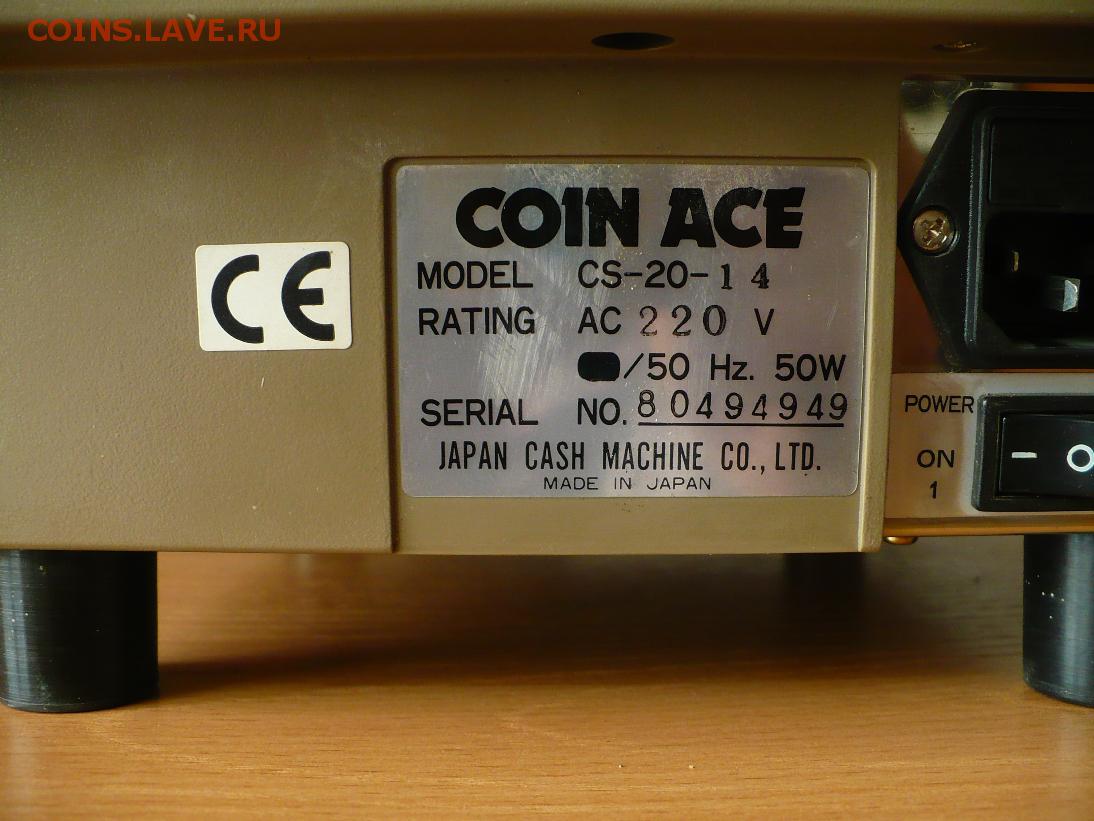 COINS.LAVE.RU
CE
COIN ACE
MODEL CS-20-14
RATING AC 220 V
/50 Hz. 50W
SERIAL NO. 80494949
JAPAN CASH MACHINE CO., LTD.
MADE IN JAPAN
POWER
ON
1
– O